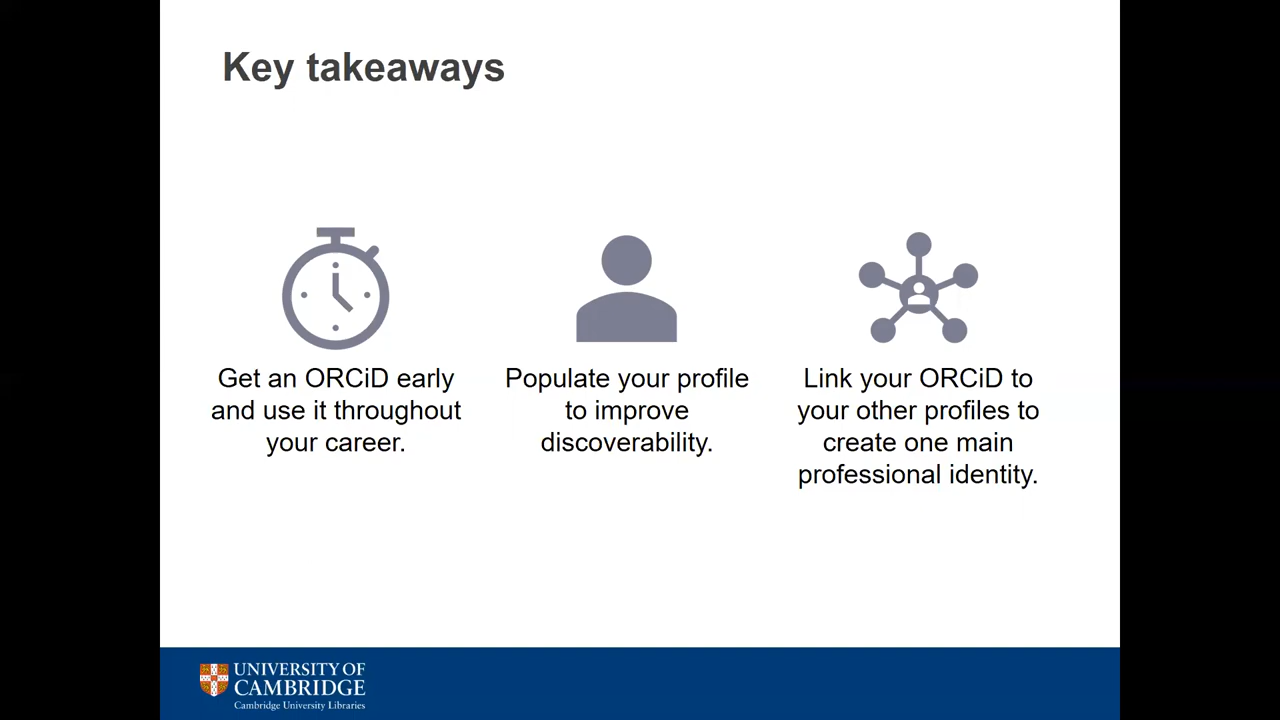 Key takeaways
Get an ORCiD early
and use it throughout
your career.
Populate your profile
to improve
discoverability.
Link your ORCiD to
your other profiles to
create one main
professional identity.
UNIVERSITY OF
CAMBRIDGE
Cambridge University Libraries